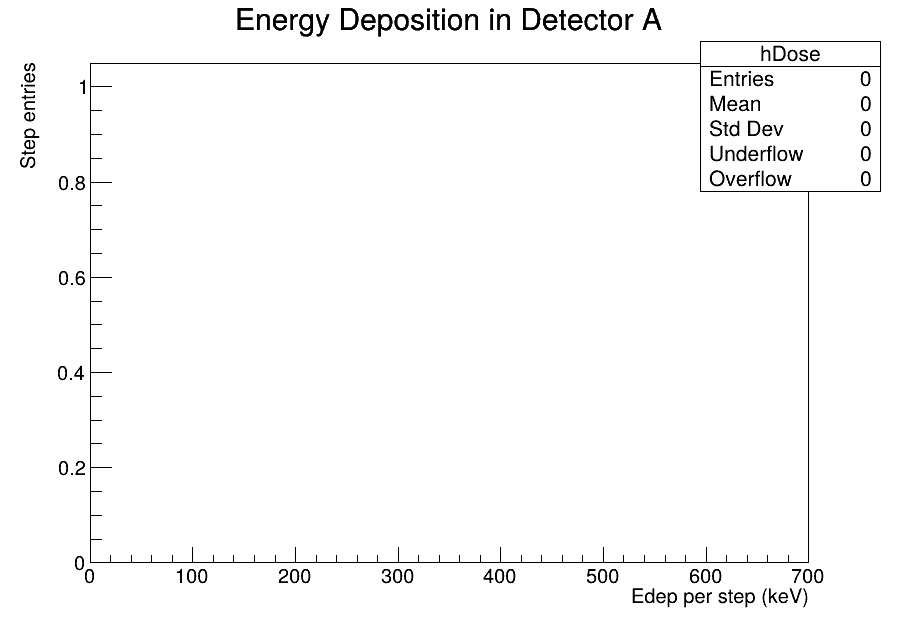 Energy Deposition in Detector A
hDose
Entries 0
Mean 0
Std Dev 0
Underflow 0
Overflow 0
Step entries
1
0.8
0.6
0.4
0.2
0
0 100 200 300 400 500 600 700
Edep per step (keV)